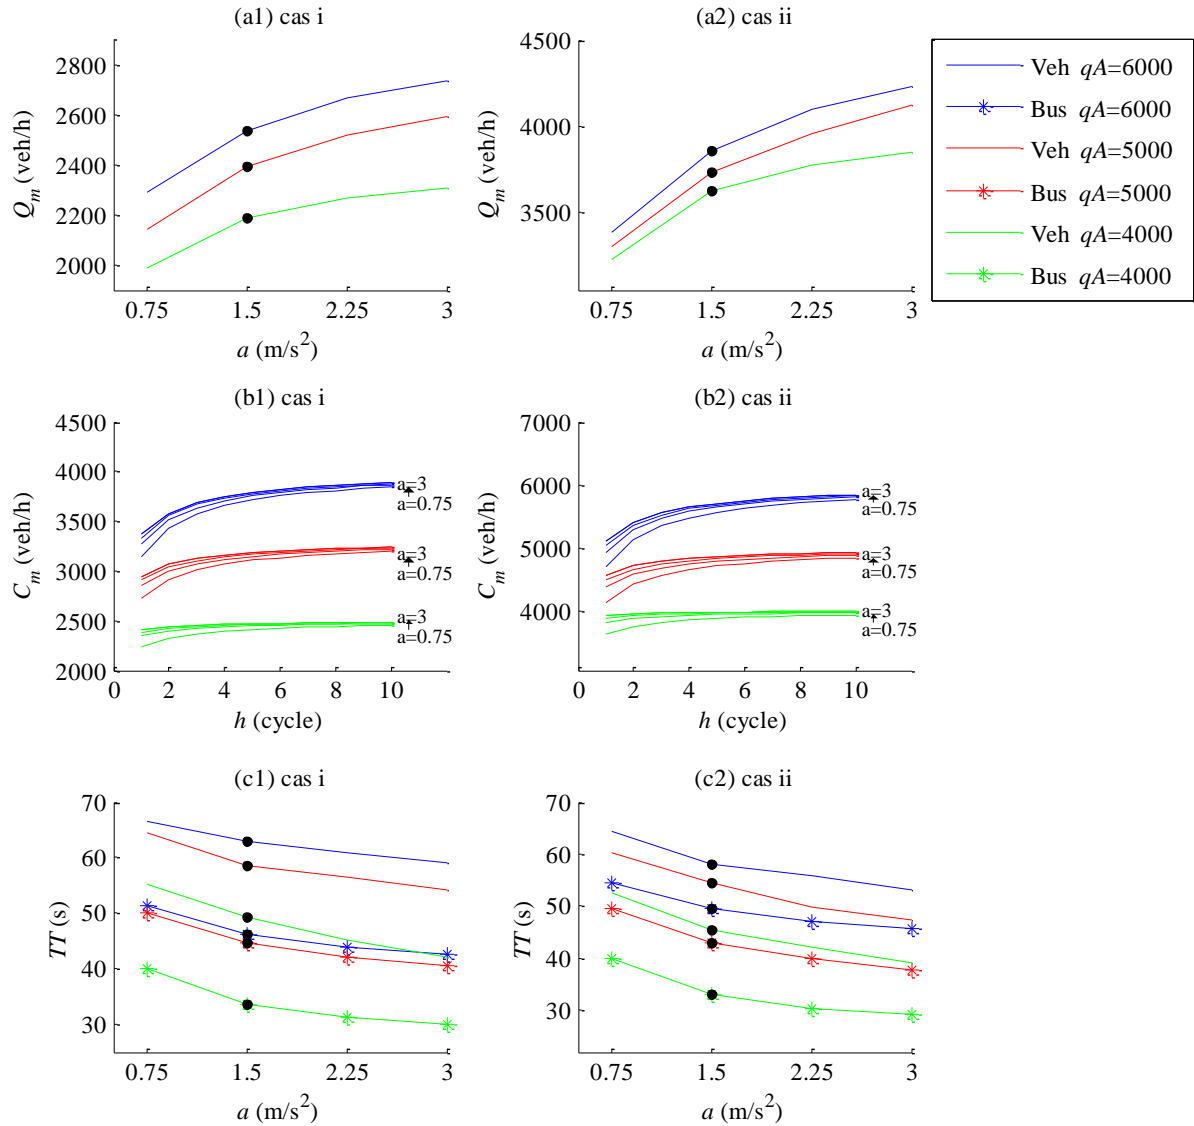 (a1) cas i
2800
2600
2400
2200
2000
Q_m (veh/h)
0.75 1.5 2.25 3
a (m/s²)
(a2) cas ii
4500
4000
3500
Q_m (veh/h)
0.75 1.5 2.25 3
a (m/s²)
Veh qA=6000
Bus qA=6000
Veh qA=5000
Bus qA=5000
Veh qA=4000
Bus qA=4000
(b1) cas i
4500
4000
3500
3000
2500
2000
C_m (veh/h)
a=3
a=0.75
a=3
a=0.75
a=3
a=0.75
0 2 4 6 8 10
h (cycle)
(b2) cas ii
7000
6000
5000
4000
C_m (veh/h)
a=3
a=0.75
a=3
a=0.75
a=3
a=0.75
0 2 4 6 8 10
h (cycle)
(c1) cas i
70
60
50
40
30
TT (s)
0.75 1.5 2.25 3
a (m/s²)
(c2) cas ii
70
60
50
40
30
TT (s)
0.75 1.5 2.25 3
a (m/s²)